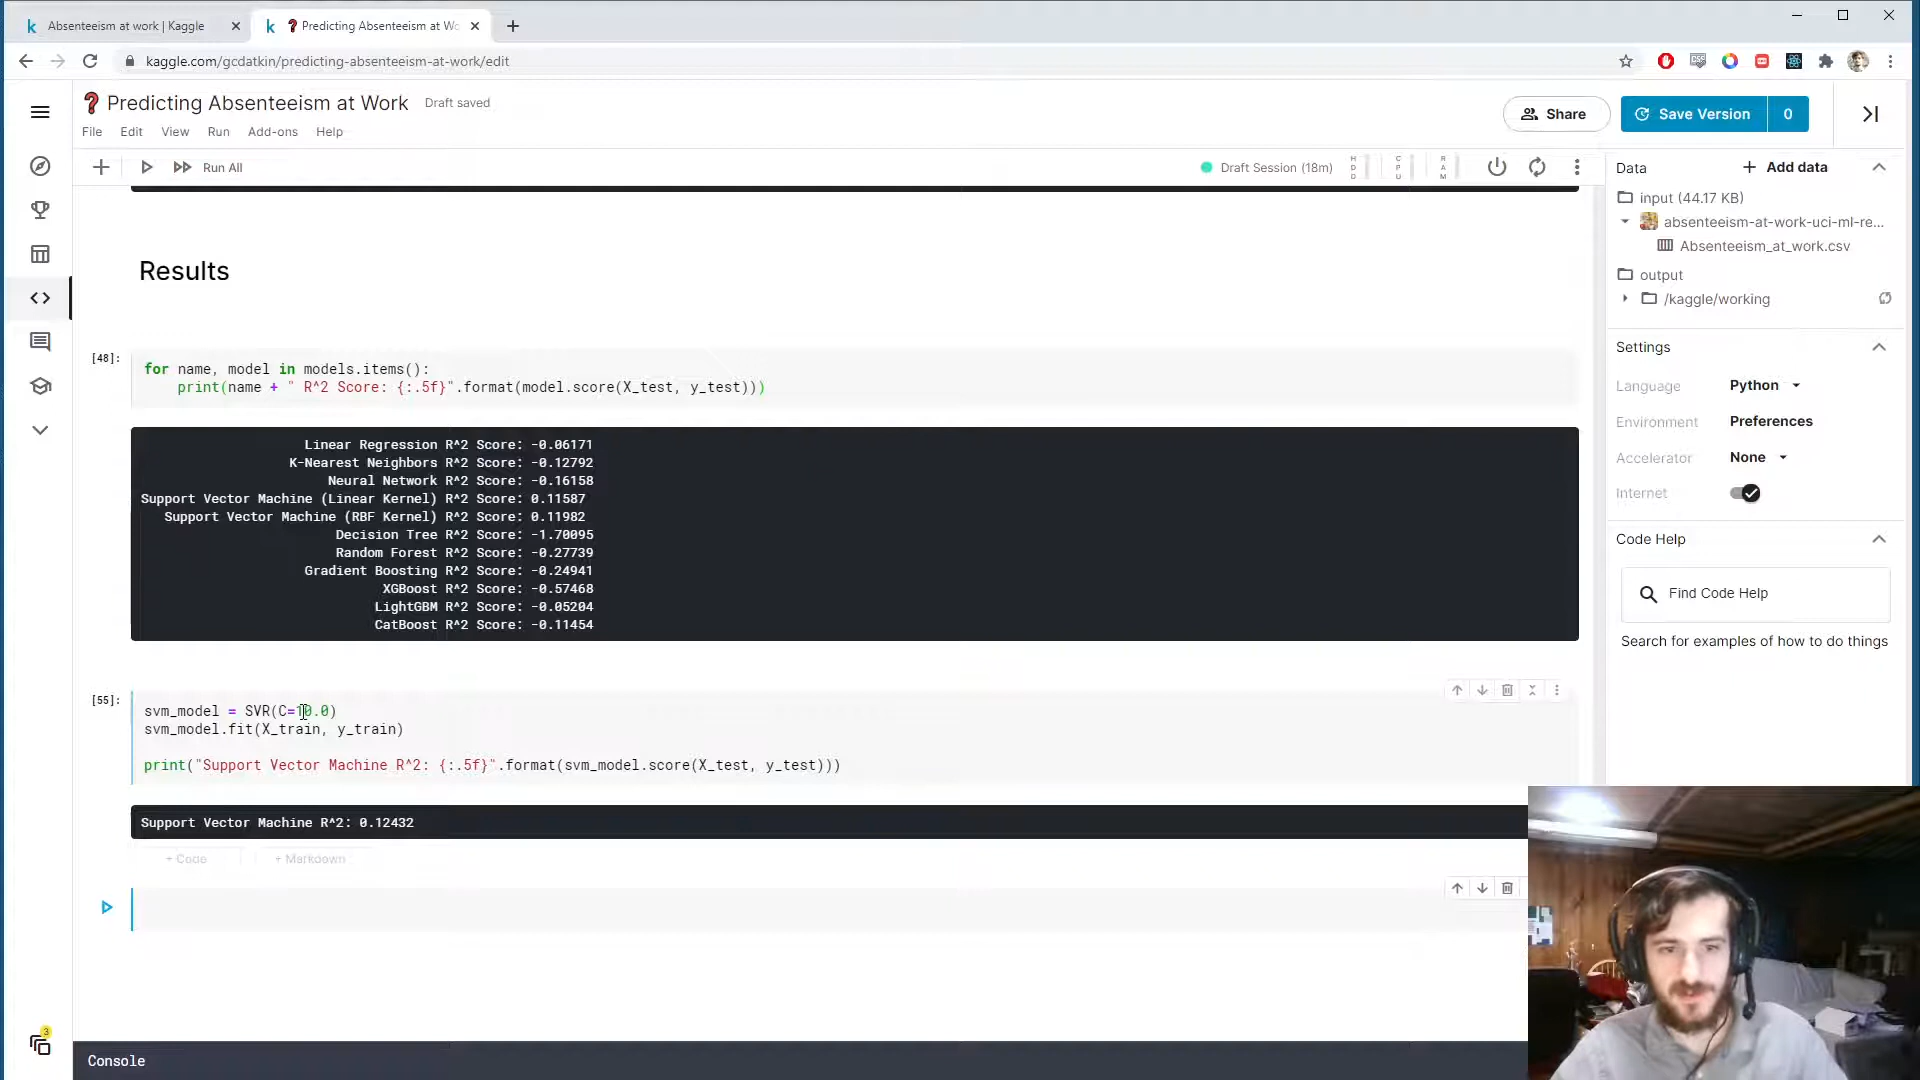 Absenteeism at work | Kaggle
Predicting Absenteeism at Wo
kaggle.com/gcdatkin/predicting-absenteeism-at-work/edit
Predicting Absenteeism at Work
Draft saved
File Edit View Run Add-ons Help
Share
Save Version 0
Run All
Draft Session (18m)
HDD
CPU
RAM
Data
Add data
input (44.17 KB)
absenteeism-at-work-uci-ml-re...
Absenteeism_at_work.csv
output
/kaggle/working
Settings
Language Python
Environment Preferences
Accelerator None
Internet
Code Help
Find Code Help
Search for examples of how to do things
Results
[48]:
for name, model in models.items():
print(name + " R^2 Score: {:.5f}".format(model.score(X_test, y_test)))
Linear Regression R^2 Score: -0.06171
K-Nearest Neighbors R^2 Score: -0.12792
Neural Network R^2 Score: -0.16158
Support Vector Machine (Linear Kernel) R^2 Score: 0.11587
Support Vector Machine (RBF Kernel) R^2 Score: 0.11982
Decision Tree R^2 Score: -1.70095
Random Forest R^2 Score: -0.27739
Gradient Boosting R^2 Score: -0.24941
XGBoost R^2 Score: -0.57468
LightGBM R^2 Score: -0.05204
CatBoost R^2 Score: -0.11454
[55]:
svm_model = SVR(C=10.0)
svm_model.fit(X_train, y_train)
print("Support Vector Machine R^2: {:.5f}".format(svm_model.score(X_test, y_test)))
Support Vector Machine R^2: 0.12432
+ Code
+ Markdown
3
Console